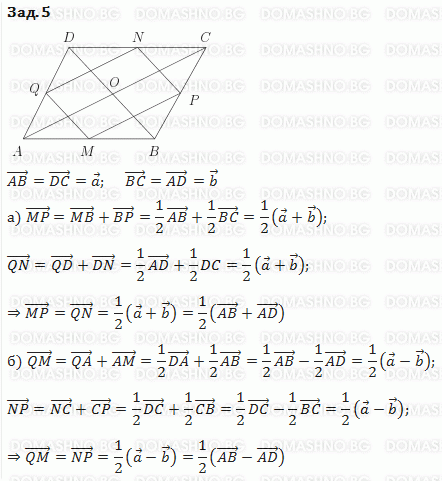 Зад.5
D N C
Q O P
A M B
$\overrightarrow{AB} = \overrightarrow{DC} = \vec{a}; \quad \overrightarrow{BC} = \overrightarrow{AD} = \vec{b}$
а) $\overrightarrow{MP} = \overrightarrow{MB} + \overrightarrow{BP} = \frac{1}{2}\overrightarrow{AB} + \frac{1}{2}\overrightarrow{BC} = \frac{1}{2}(\vec{a} + \vec{b});$
$\overrightarrow{QN} = \overrightarrow{QD} + \overrightarrow{DN} = \frac{1}{2}\overrightarrow{AD} + \frac{1}{2}DC = \frac{1}{2}(\vec{a} + \vec{b});$
$\Rightarrow \overrightarrow{MP} = \overrightarrow{QN} = \frac{1}{2}(\vec{a} + \vec{b}) = \frac{1}{2}(\overrightarrow{AB} + \overrightarrow{AD})$
б) $\overrightarrow{QM} = \overrightarrow{QA} + \overrightarrow{AM} = \frac{1}{2}\overrightarrow{DA} + \frac{1}{2}\overrightarrow{AB} = \frac{1}{2}\overrightarrow{AB} - \frac{1}{2}\overrightarrow{AD} = \frac{1}{2}(\vec{a} - \vec{b});$
$\overrightarrow{NP} = \overrightarrow{NC} + \overrightarrow{CP} = \frac{1}{2}\overrightarrow{DC} + \frac{1}{2}\overrightarrow{CB} = \frac{1}{2}\overrightarrow{DC} - \frac{1}{2}\overrightarrow{BC} = \frac{1}{2}(\vec{a} - \vec{b});$
$\Rightarrow \overrightarrow{QM} = \overrightarrow{NP} = \frac{1}{2}(\vec{a} - \vec{b}) = \frac{1}{2}(\overrightarrow{AB} - \overrightarrow{AD})$
DOMASHNO.BG